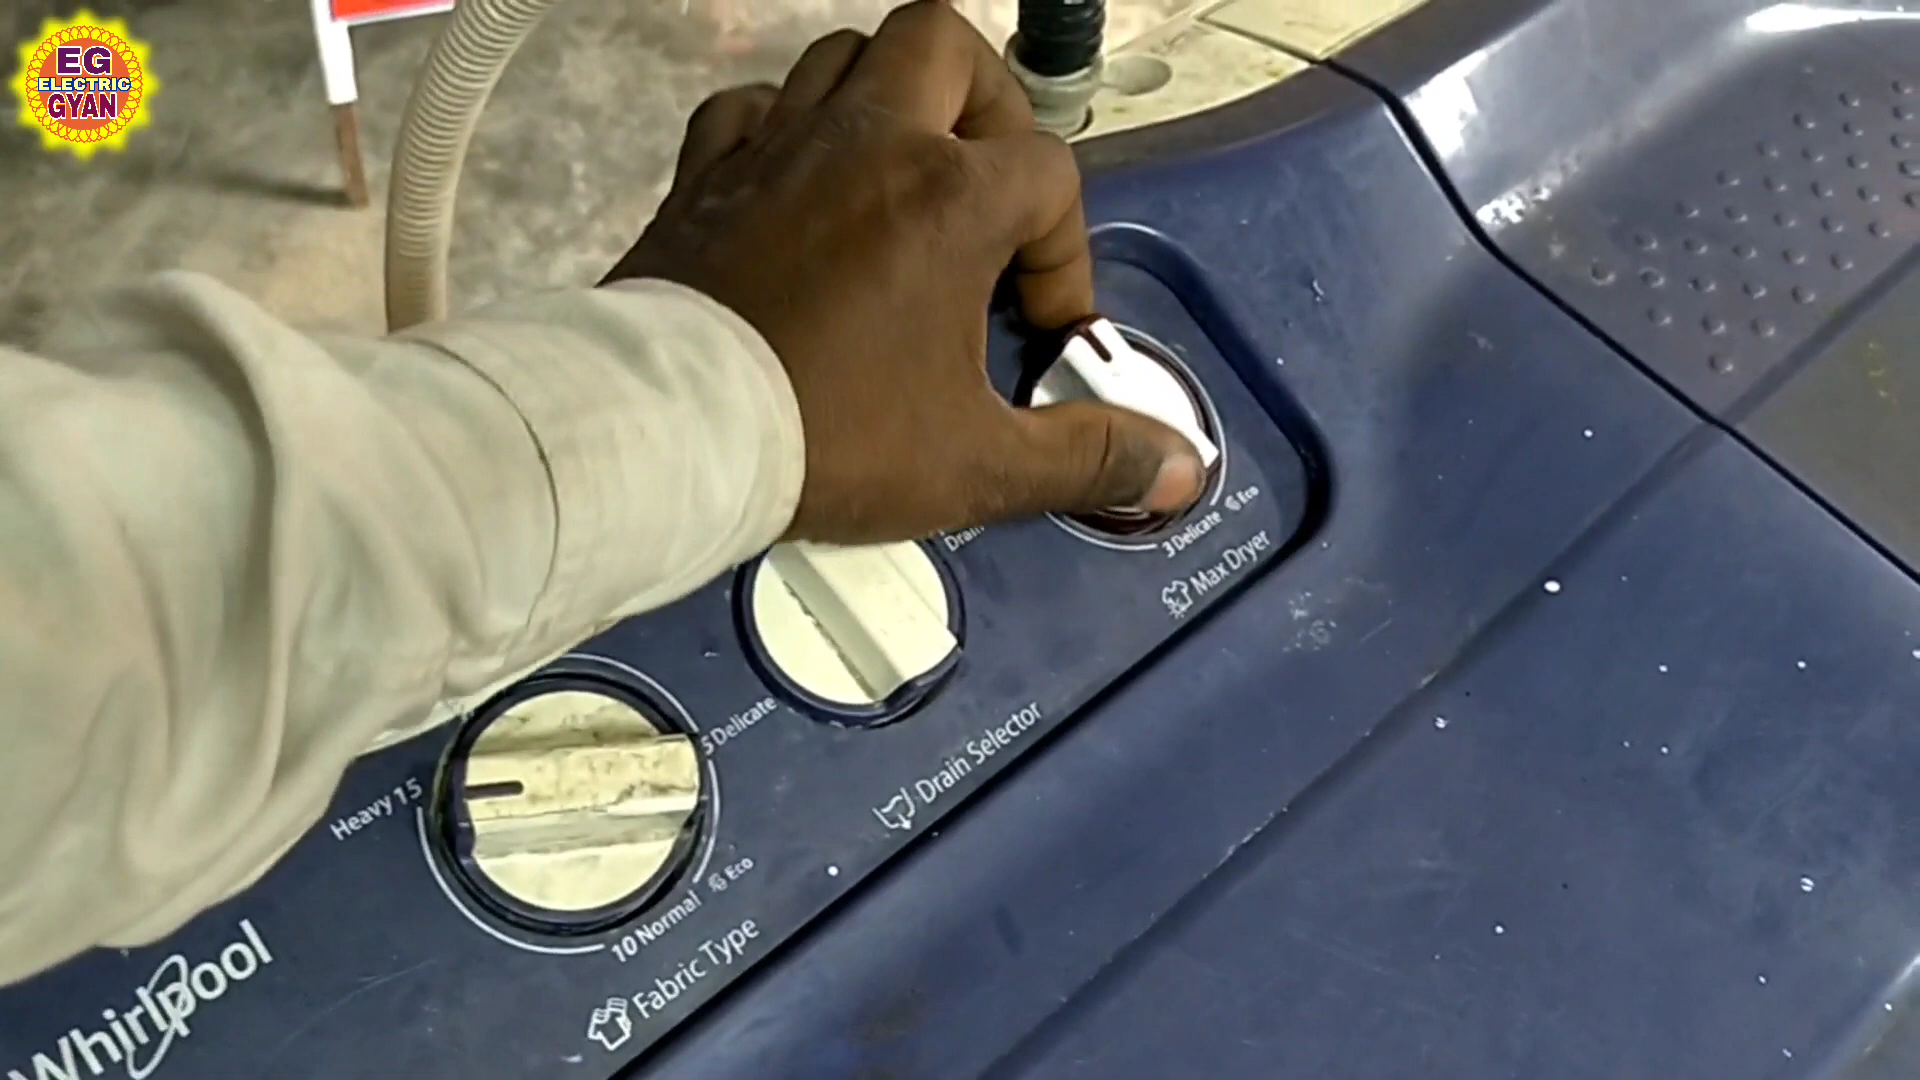 EG
ELECTRIC
GYAN
Drain
Eco
3 Delicate
Max Dryer
5 Delicate
Drain Selector
Heavy 15
Eco
10 Normal
Fabric Type
Whirlpool